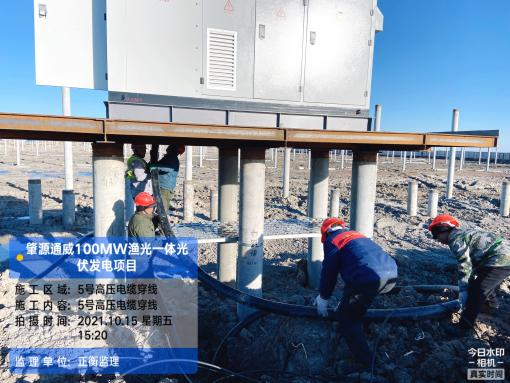 肇源通威100MW渔光一体光
伏发电项目
施工区域：5号高压电缆穿线
施工内容：5号高压电缆穿线
拍摄时间：2021.10.15 星期五
15:20
监理单位：正衡监理
今日水印
-相机-
真实时间